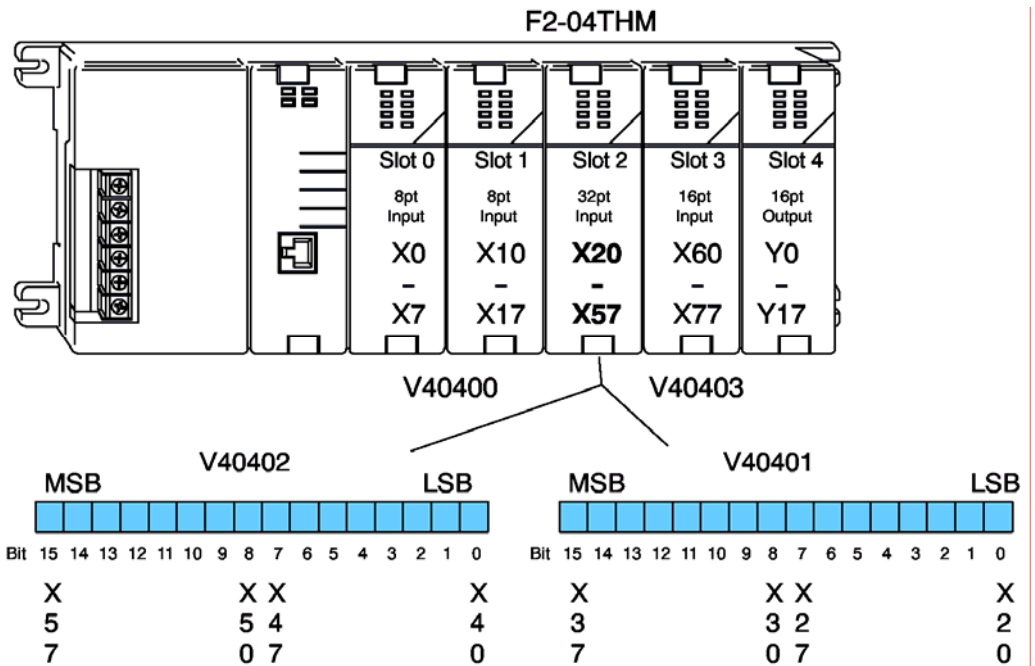 F2-04THM
Slot 0 Slot 1 Slot 2 Slot 3 Slot 4
8pt 8pt 32pt 16pt 16pt
Input Input Input Input Output
X0 X10 X20 X60 Y0
- - - - -
X7 X17 X57 X77 Y17
V40400 V40403
V40402 V40401
MSB LSB MSB LSB
Bit 15 14 13 12 11 10 9 8 7 6 5 4 3 2 1 0 Bit 15 14 13 12 11 10 9 8 7 6 5 4 3 2 1 0
X X X X X X X X
5 5 4 4 3 3 2 2
7 0 7 0 7 0 7 0